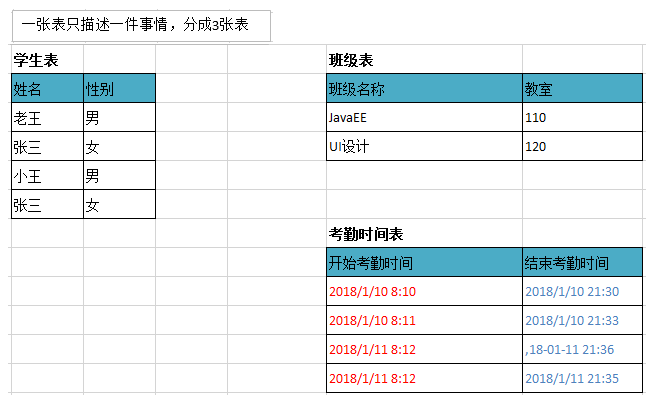 一张表只描述一件事情，分成3张表
学生表
姓名 性别
老王 男
张三 女
小王 男
张三 女
班级表
班级名称 教室
JavaEE 110
UI设计 120
考勤时间表
开始考勤时间 结束考勤时间
2018/1/10 8:10 2018/1/10 21:30
2018/1/10 8:11 2018/1/10 21:33
2018/1/11 8:12 ,18-01-11 21:36
2018/1/11 8:12 2018/1/11 21:35